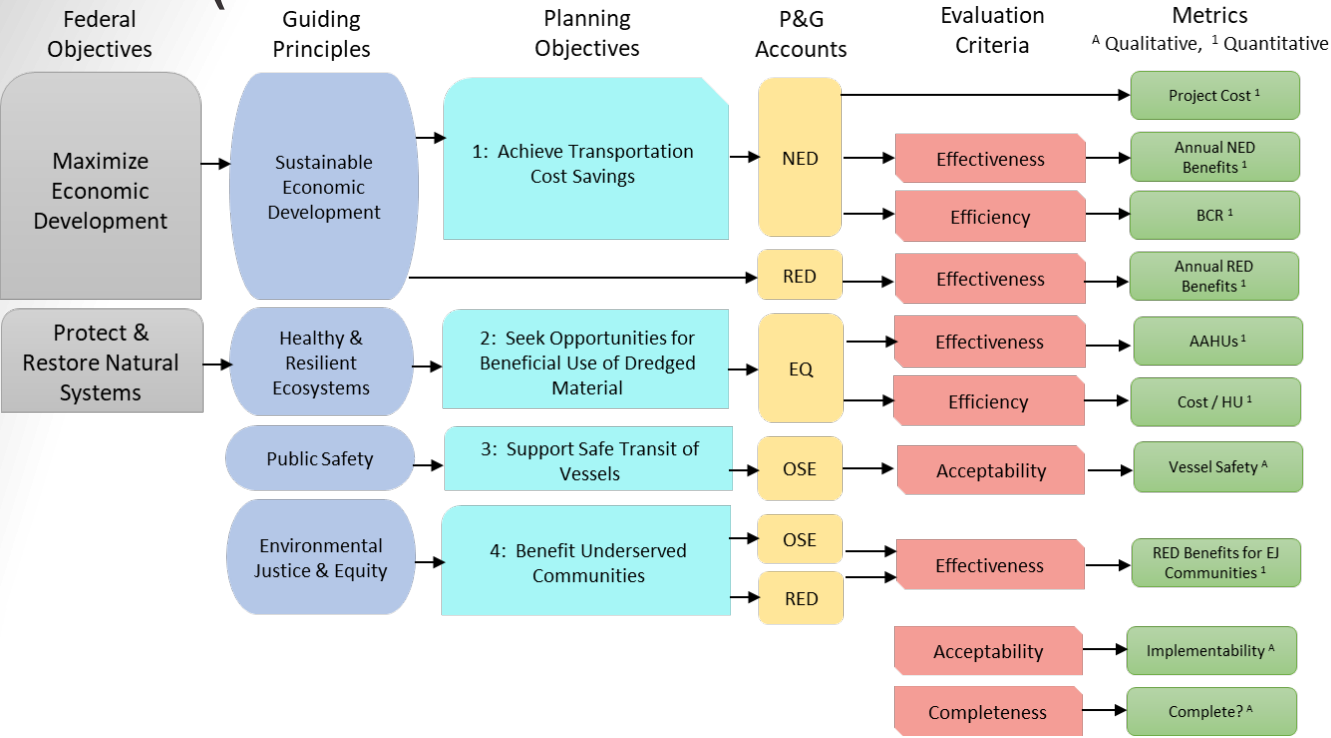 Federal
Objectives
Guiding
Principles
Planning
Objectives
P&G
Accounts
Evaluation
Criteria
Metrics
ᴬ Qualitative, ¹ Quantitative
Maximize
Economic
Development
Sustainable
Economic
Development
1: Achieve Transportation
Cost Savings
NED
Project Cost ¹
Effectiveness
Annual NED
Benefits ¹
Efficiency
BCR ¹
RED
Effectiveness
Annual RED
Benefits ¹
Protect &
Restore Natural
Systems
Healthy &
Resilient
Ecosystems
2: Seek Opportunities for
Beneficial Use of Dredged
Material
EQ
Effectiveness
AAHUs ¹
Efficiency
Cost / HU ¹
Public Safety
3: Support Safe Transit of
Vessels
OSE
Acceptability
Vessel Safety ᴬ
Environmental
Justice & Equity
4: Benefit Underserved
Communities
OSE
RED
Effectiveness
RED Benefits for EJ
Communities ¹
Acceptability
Implementability ᴬ
Completeness
Complete? ᴬ